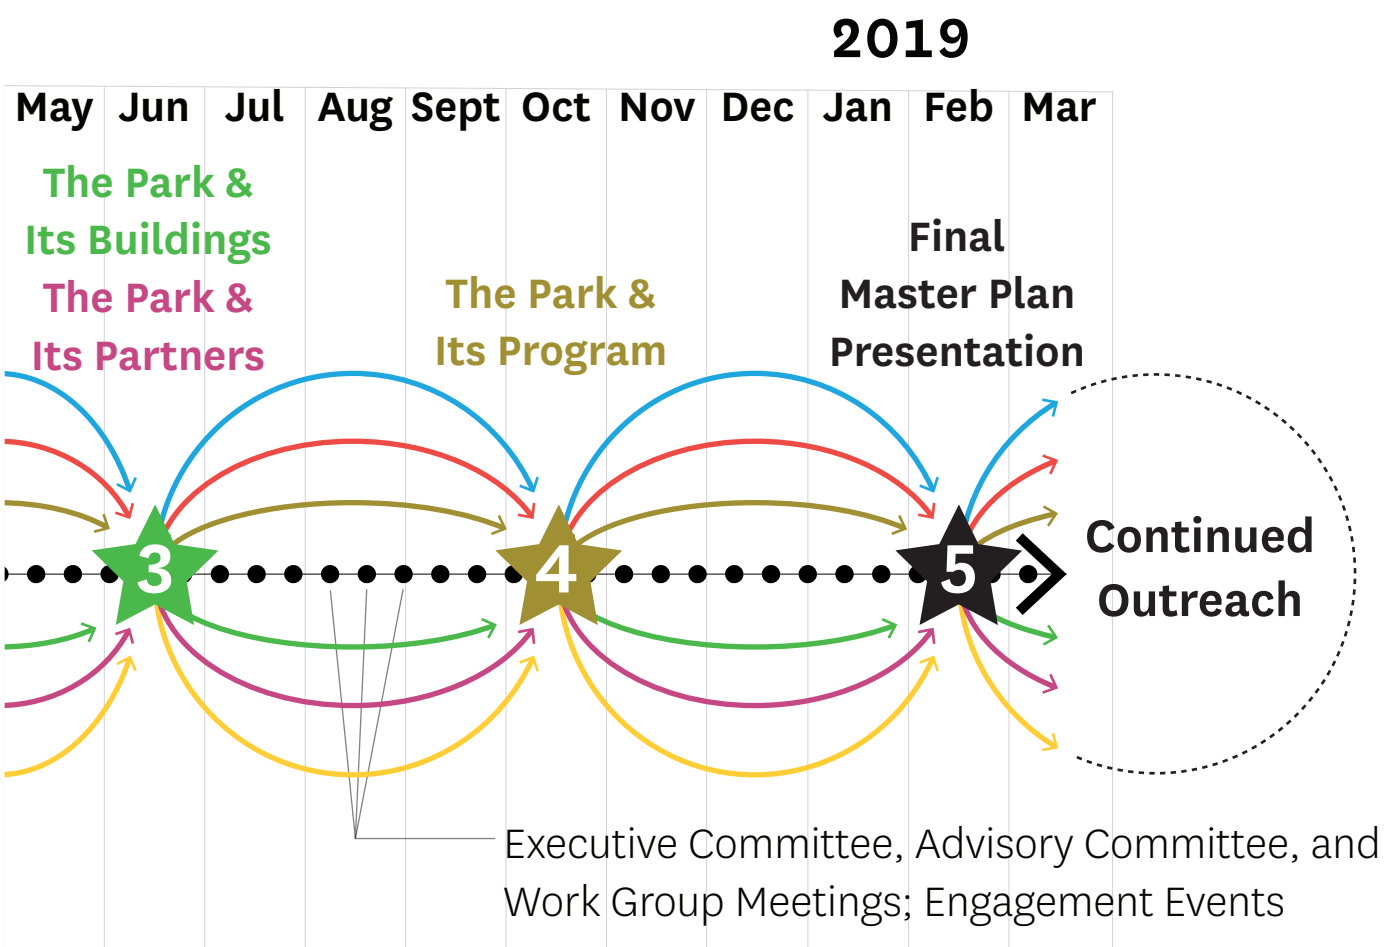 2019
May Jun Jul Aug Sept Oct Nov Dec Jan Feb Mar
The Park &
Its Buildings
The Park &
Its Partners
The Park &
Its Program
Final
Master Plan
Presentation
3
4
5
Continued
Outreach
Executive Committee, Advisory Committee, and
Work Group Meetings; Engagement Events